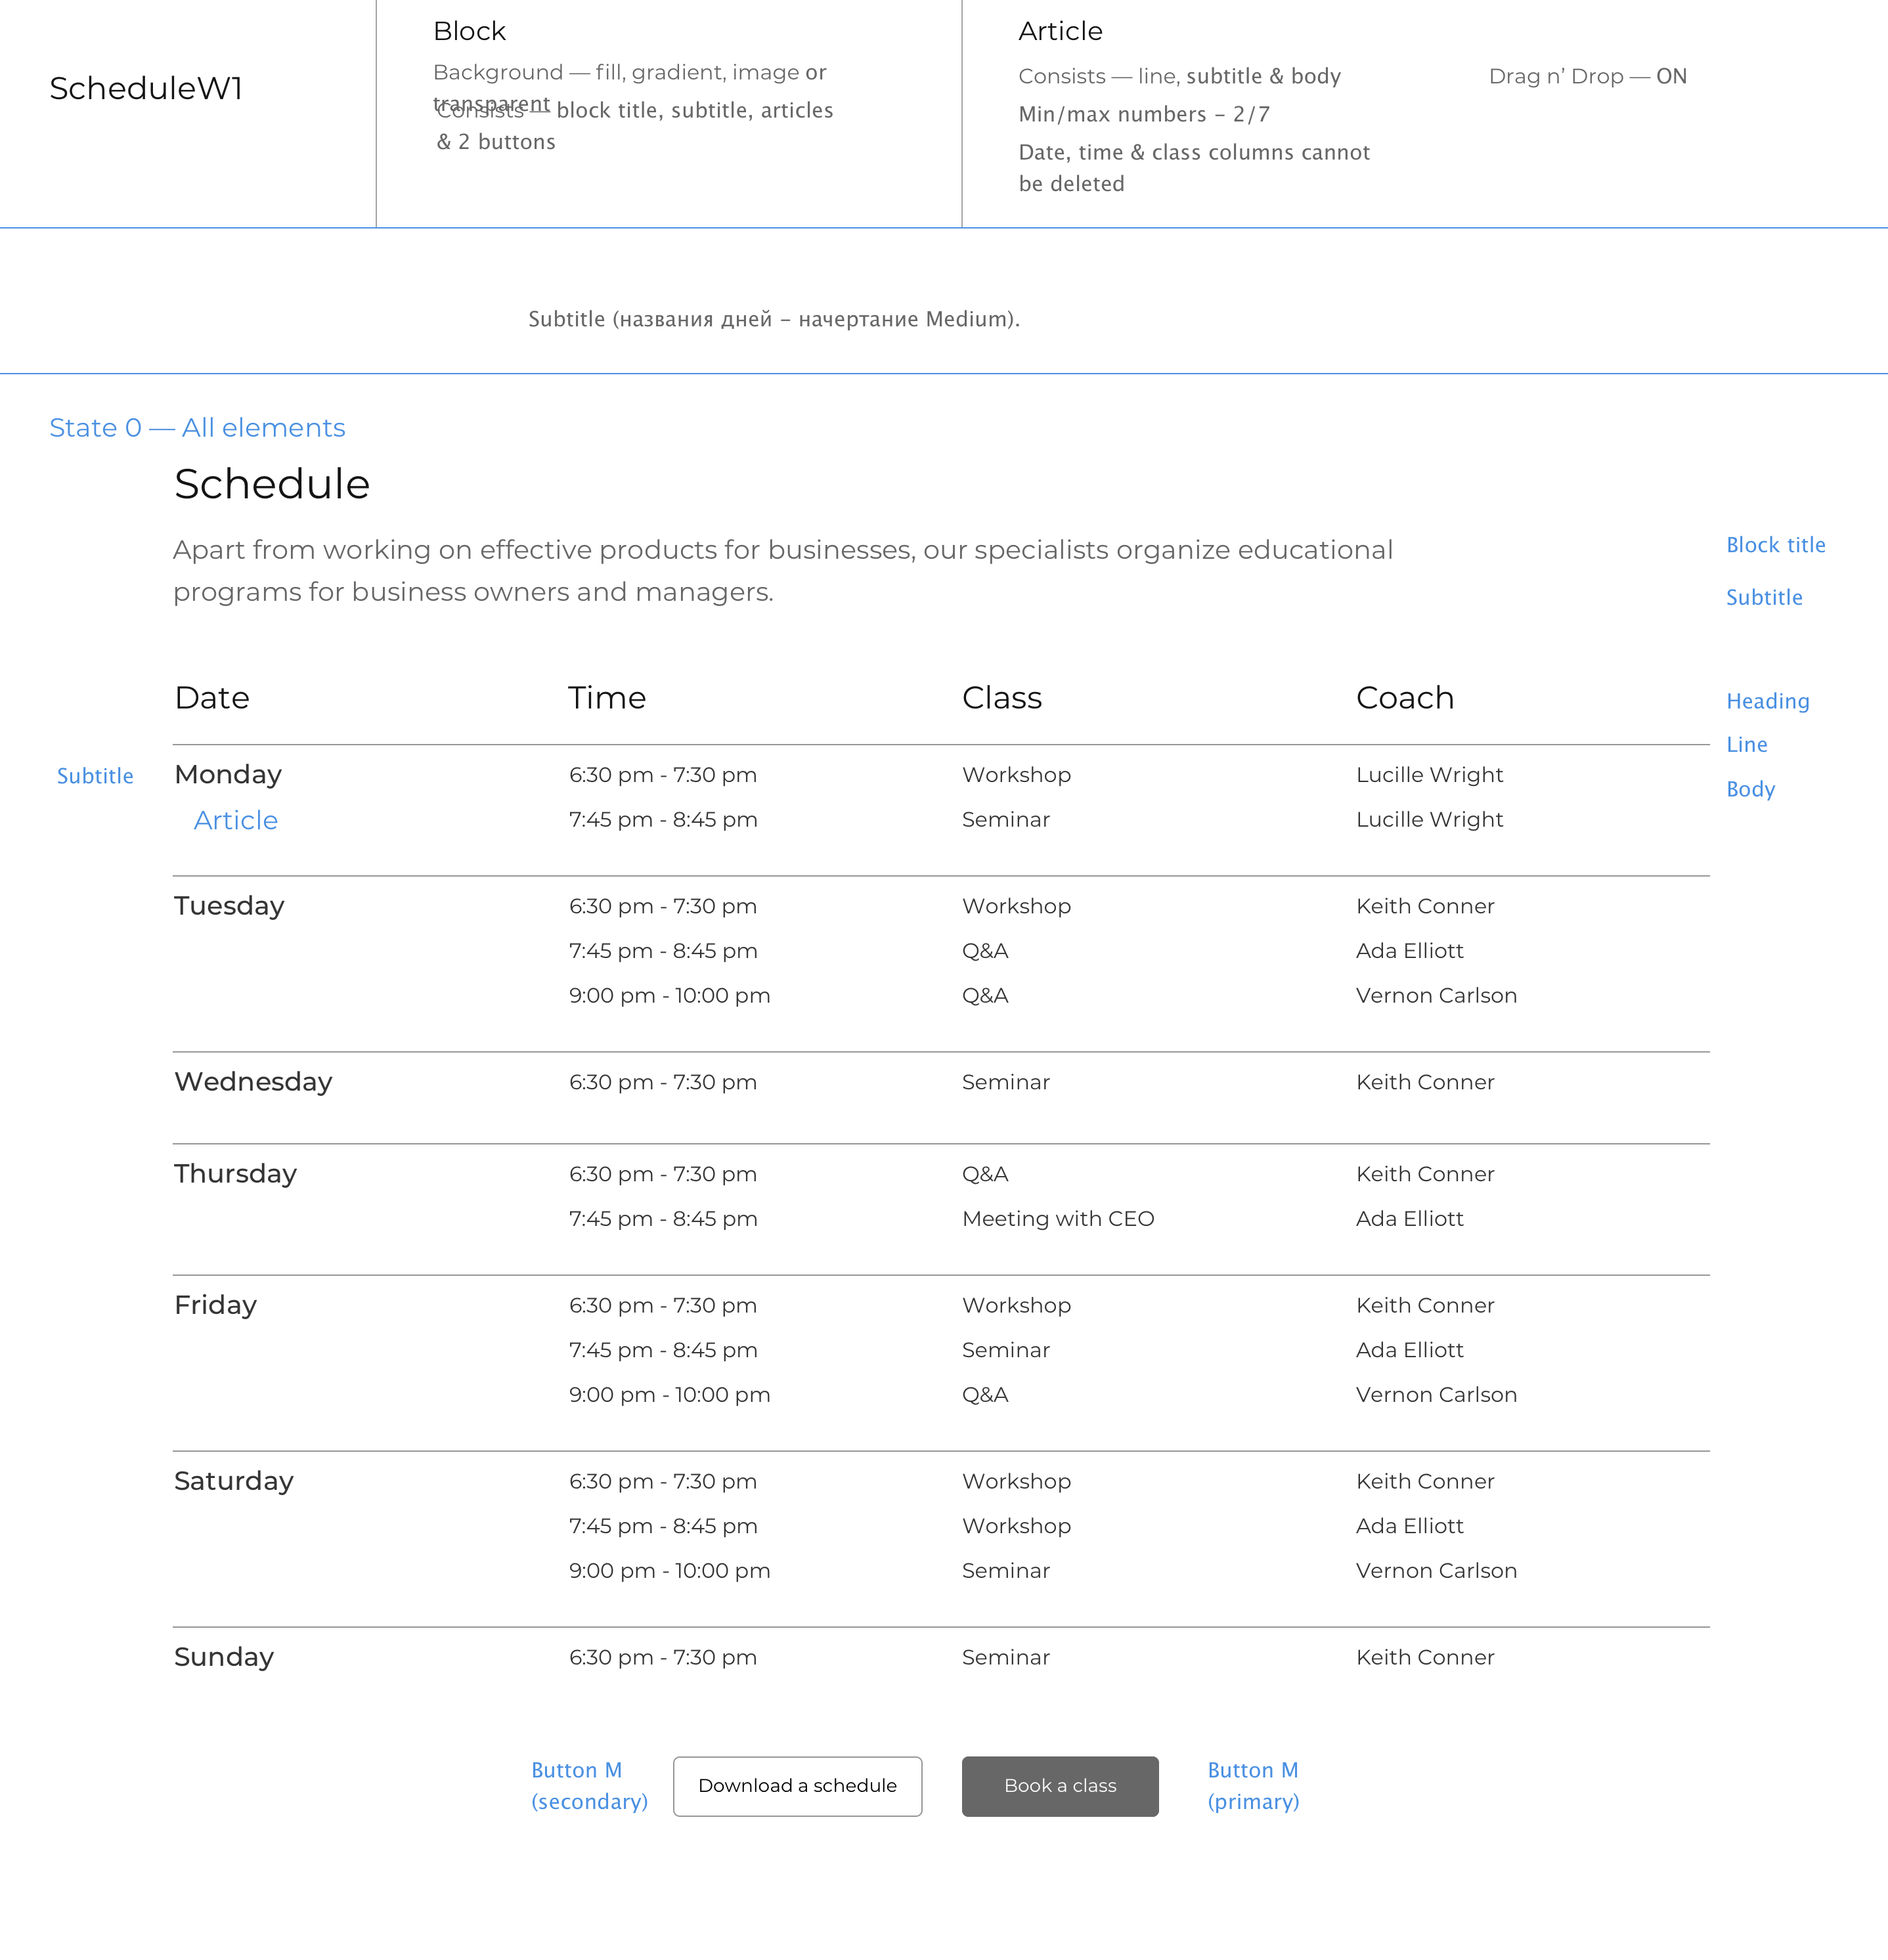 ScheduleW1
Block
Background — fill, gradient, image or
transparent
Consists — block title, subtitle, articles
& 2 buttons
Article
Consists — line, subtitle & body
Min/max numbers – 2/7
Date, time & class columns cannot
be deleted
Drag n’ Drop — ON
Subtitle (названия дней – начертание Medium).
State 0 — All elements
Schedule
Apart from working on effective products for businesses, our specialists organize educational
programs for business owners and managers.
Block title
Subtitle
Date Time Class Coach Heading
Line
Subtitle Monday 6:30 pm - 7:30 pm Workshop Lucille Wright Body
Article 7:45 pm - 8:45 pm Seminar Lucille Wright
Tuesday 6:30 pm - 7:30 pm Workshop Keith Conner
7:45 pm - 8:45 pm Q&A Ada Elliott
9:00 pm - 10:00 pm Q&A Vernon Carlson
Wednesday 6:30 pm - 7:30 pm Seminar Keith Conner
Thursday 6:30 pm - 7:30 pm Q&A Keith Conner
7:45 pm - 8:45 pm Meeting with CEO Ada Elliott
Friday 6:30 pm - 7:30 pm Workshop Keith Conner
7:45 pm - 8:45 pm Seminar Ada Elliott
9:00 pm - 10:00 pm Q&A Vernon Carlson
Saturday 6:30 pm - 7:30 pm Workshop Keith Conner
7:45 pm - 8:45 pm Workshop Ada Elliott
9:00 pm - 10:00 pm Seminar Vernon Carlson
Sunday 6:30 pm - 7:30 pm Seminar Keith Conner
Button M
(secondary)
Download a schedule
Book a class
Button M
(primary)